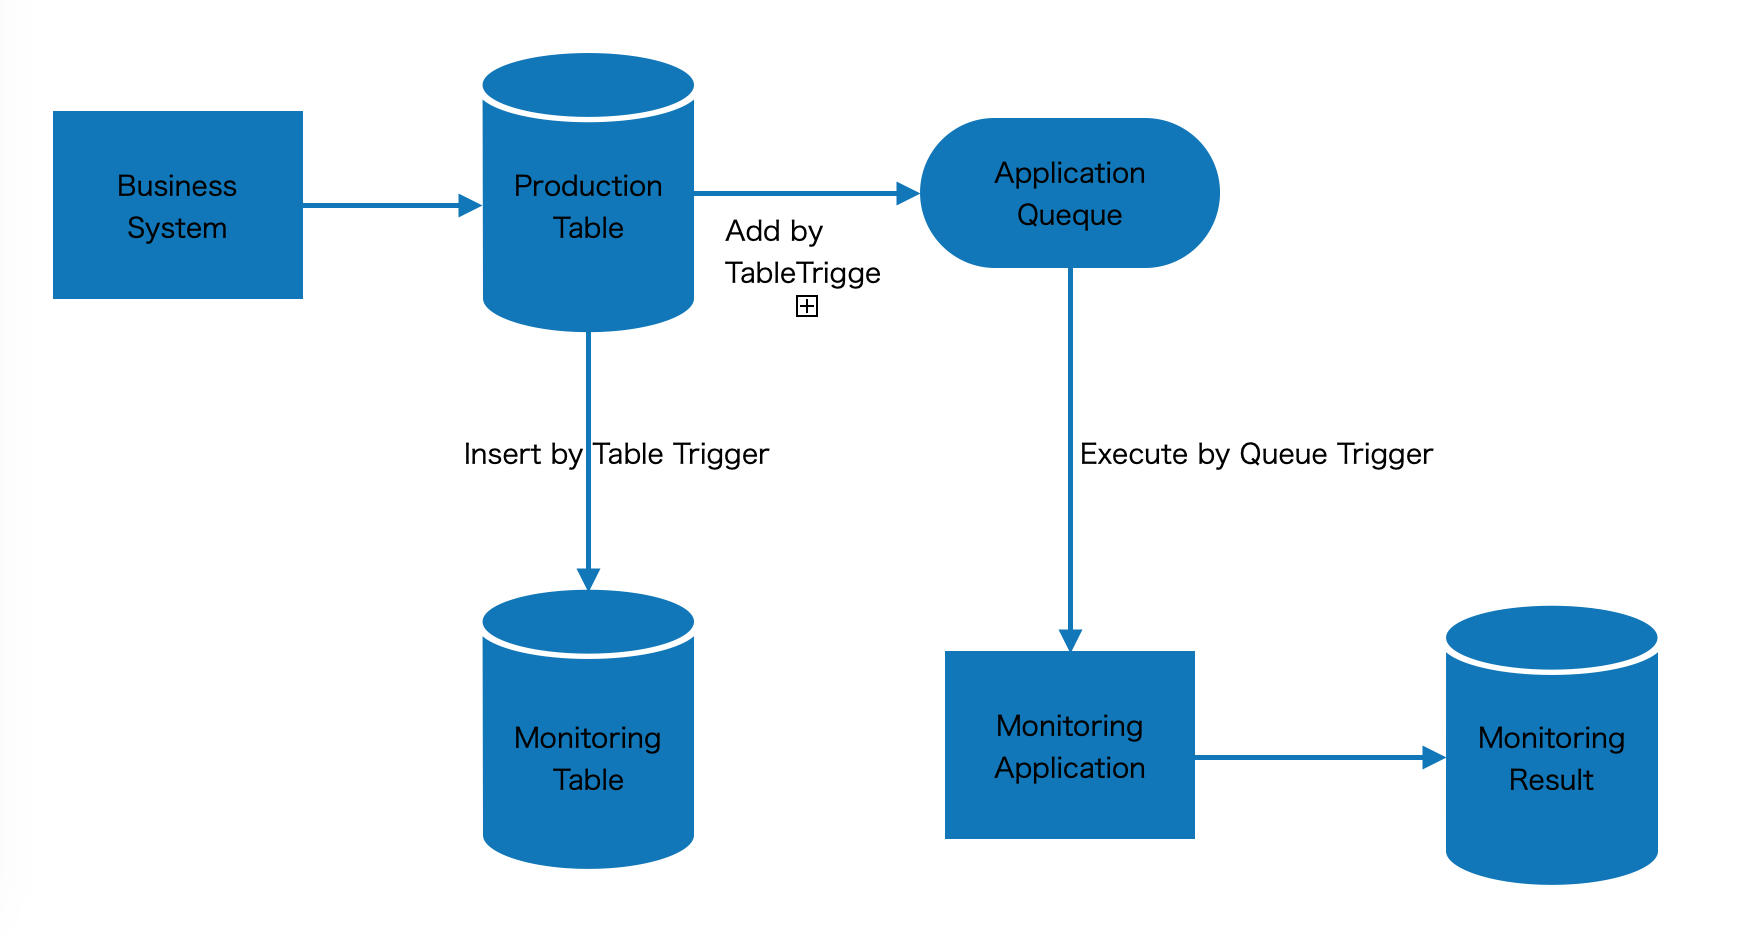 Business
System
Production
Table
Add by
TableTrigge
Application
Queque
Insert by Table Trigger
Execute by Queue Trigger
Monitoring
Table
Monitoring
Application
Monitoring
Result